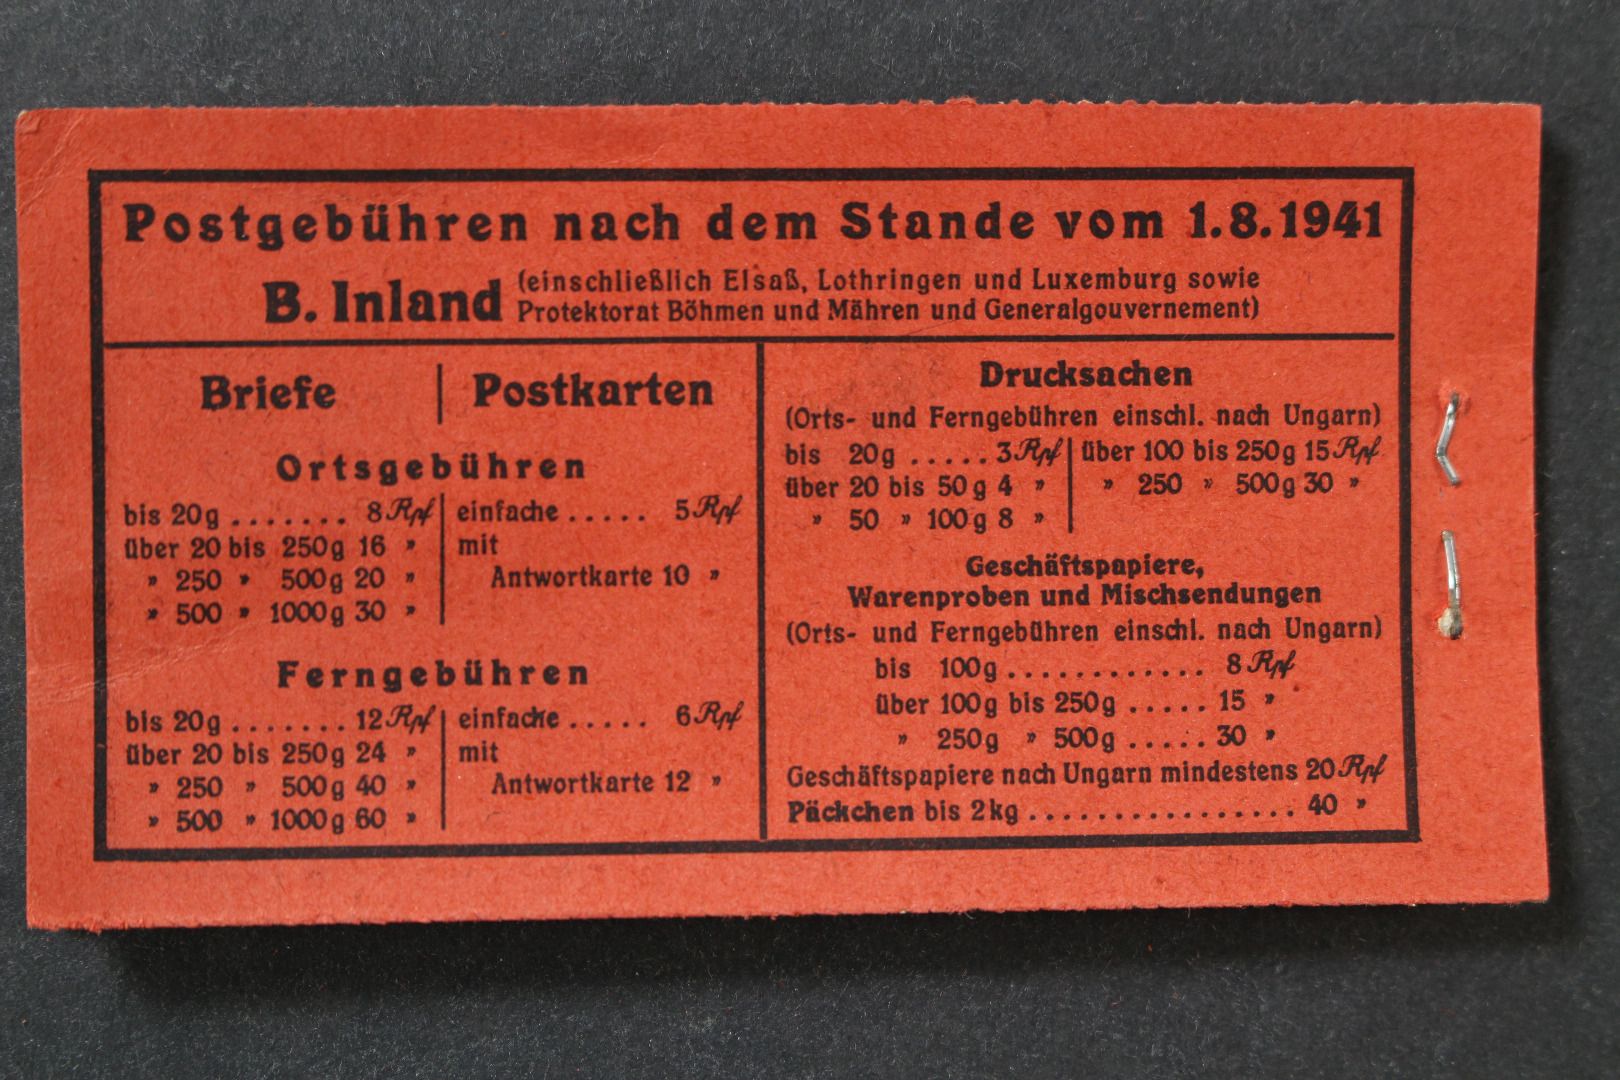 Postgebühren nach dem Stande vom 1.8.1941
B. Inland (einschließlich Elsaß, Lothringen und Luxemburg sowie
Protektorat Böhmen und Mähren und Generalgouvernement)
Briefe | Postkarten
Ortsgebühren
bis 20g ....... 8 Rpf
über 20 bis 250g 16 „
„ 250 „ 500g 20 „
„ 500 „ 1000g 30 „
einfache ..... 5 Rpf
mit
Antwortkarte 10 „
Ferngebühren
bis 20g ....... 12 Rpf
über 20 bis 250g 24 „
„ 250 „ 500g 40 „
„ 500 „ 1000g 60 „
einfache ..... 6 Rpf
mit
Antwortkarte 12 „
Drucksachen
(Orts- und Ferngebühren einschl. nach Ungarn)
bis 20g ..... 3 Rpf
über 20 bis 50g 4 „
„ 50 „ 100g 8 „
über 100 bis 250g 15 Rpf
„ 250 „ 500g 30 „
Geschäftspapiere,
Warenproben und Mischsendungen
(Orts- und Ferngebühren einschl. nach Ungarn)
bis 100g ............ 8 Rpf
über 100g bis 250g ..... 15 „
„ 250g „ 500g ..... 30 „
Geschäftspapiere nach Ungarn mindestens 20 Rpf
Päckchen bis 2kg ................ 40 „